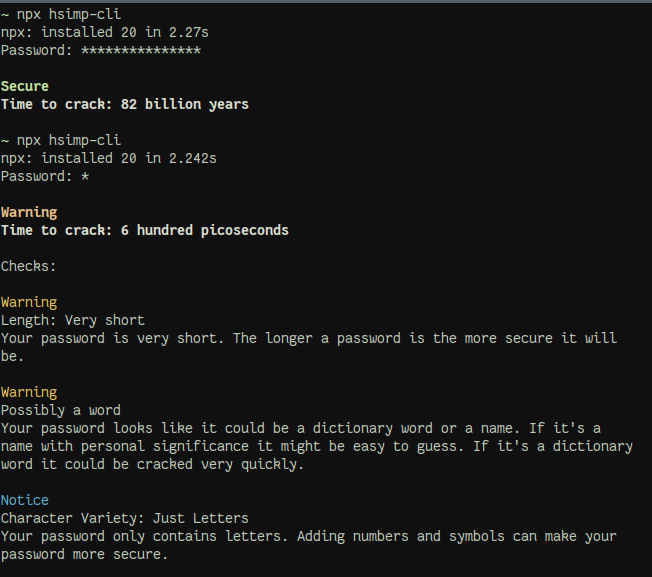 ~ npx hsimp-cli
npx: installed 20 in 2.27s
Password: ***************
Secure
Time to crack: 82 billion years
~ npx hsimp-cli
npx: installed 20 in 2.242s
Password: *
Warning
Time to crack: 6 hundred picoseconds
Checks:
Warning
Length: Very short
Your password is very short. The longer a password is the more secure it will
be.
Warning
Possibly a word
Your password looks like it could be a dictionary word or a name. If it's a
name with personal significance it might be easy to guess. If it's a dictionary
word it could be cracked very quickly.
Notice
Character Variety: Just Letters
Your password only contains letters. Adding numbers and symbols can make your
password more secure.